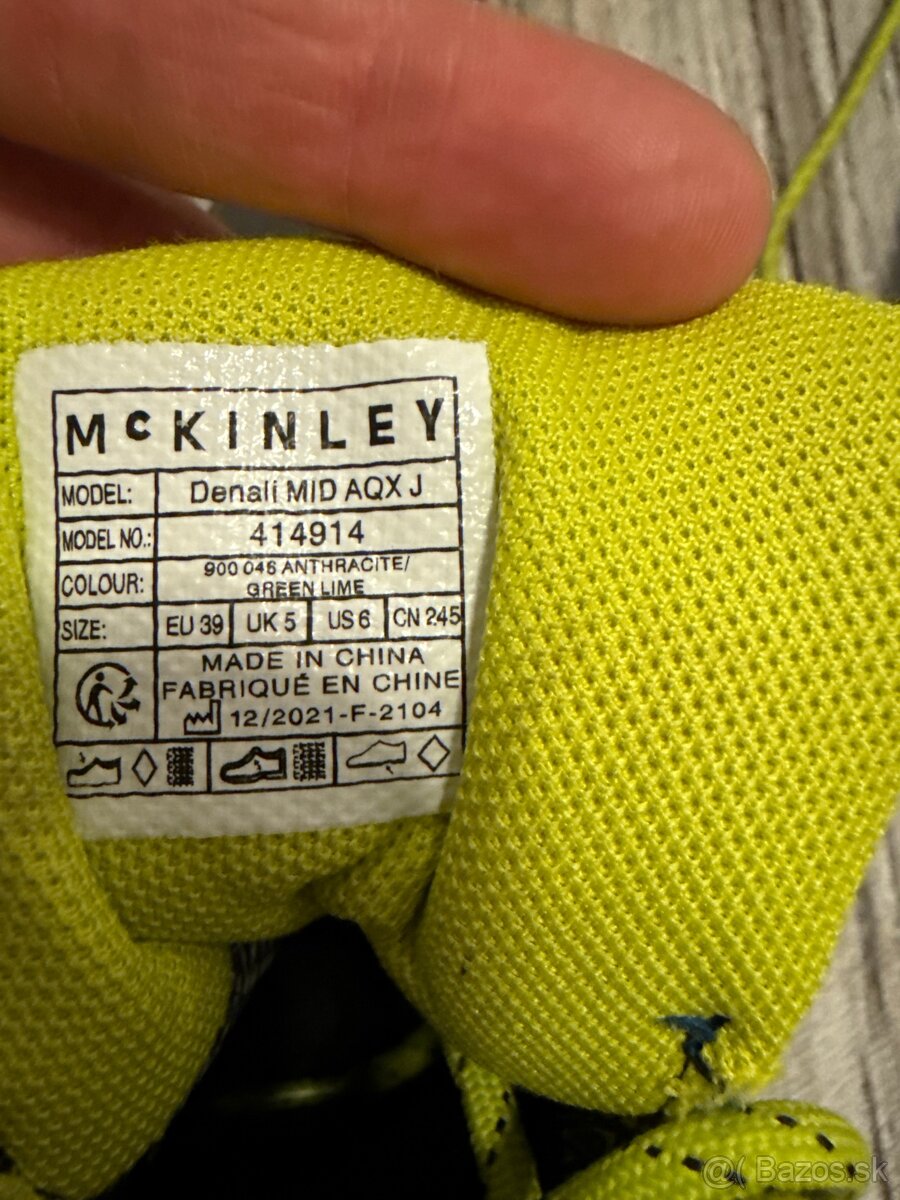 McKINLEY
MODEL: Denali MID AQX J
MODEL NO.: 414914
COLOUR: 900 046 ANTHRACITE/
GREEN LIME
SIZE: EU 39 UK 5 US 6 CN 245
MADE IN CHINA
FABRIQUÉ EN CHINE
12/2021-F-2104
@( Bazos.sk